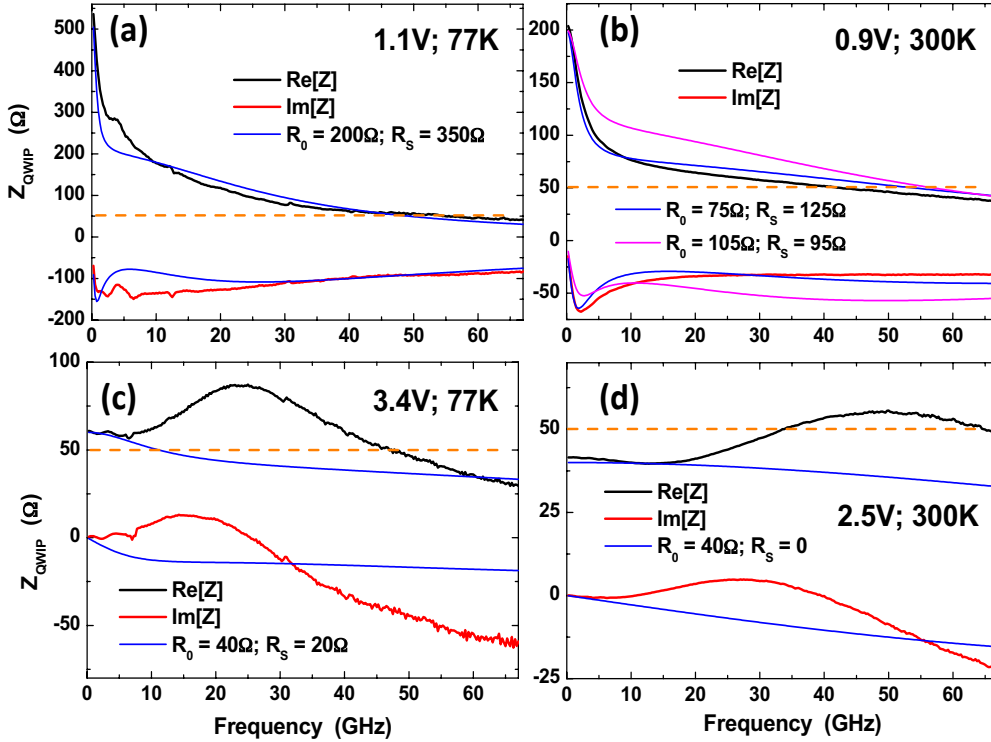 (a)
1.1V; 77K
Re[Z]
Im[Z]
R₀ = 200Ω; Rₛ = 350Ω
500
400
300
200
100
0
-100
-200
0 10 20 30 40 50 60
Z_QWIP (Ω)
(b)
0.9V; 300K
Re[Z]
Im[Z]
R₀ = 75Ω; Rₛ = 125Ω
R₀ = 105Ω; Rₛ = 95Ω
200
150
100
50
0
-50
0 10 20 30 40 50 60
(c)
3.4V; 77K
Re[Z]
Im[Z]
R₀ = 40Ω; Rₛ = 20Ω
100
50
0
-50
0 10 20 30 40 50 60
Z_QWIP (Ω)
Frequency (GHz)
(d)
Re[Z]
Im[Z]
2.5V; 300K
R₀ = 40Ω; Rₛ = 0
50
25
0
-25
0 10 20 30 40 50 60
Frequency (GHz)